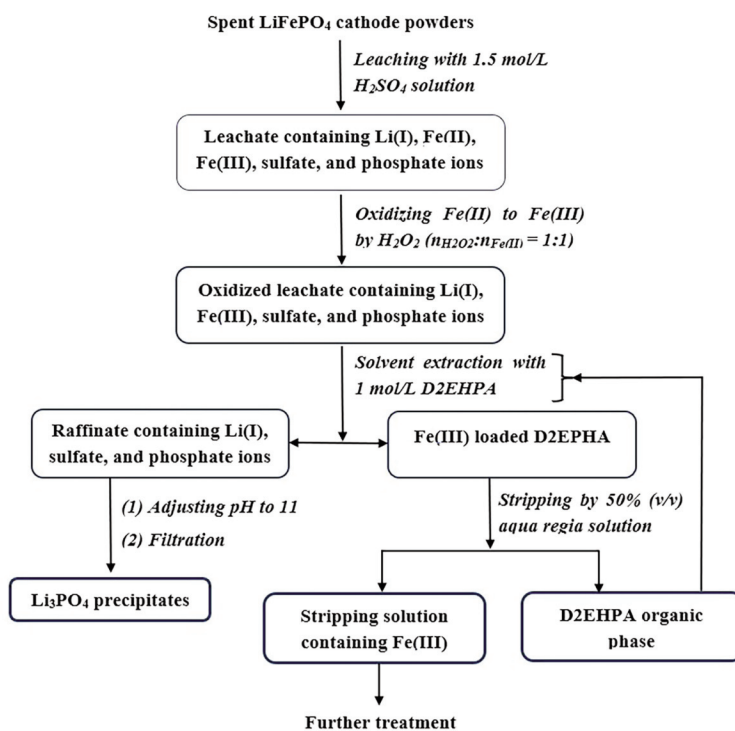 Spent LiFePO₄ cathode powders
Leaching with 1.5 mol/L
H₂SO₄ solution
Leachate containing Li(I), Fe(II),
Fe(III), sulfate, and phosphate ions
Oxidizing Fe(II) to Fe(III)
by H₂O₂ (nH2O2:nFe(II) = 1:1)
Oxidized leachate containing Li(I),
Fe(III), sulfate, and phosphate ions
Solvent extraction with
1 mol/L D2EHPA
Raffinate containing Li(I),
sulfate, and phosphate ions
Fe(III) loaded D2EPHA
(1) Adjusting pH to 11
(2) Filtration
Stripping by 50% (v/v)
aqua regia solution
Li₃PO₄ precipitates
Stripping solution
containing Fe(III)
D2EHPA organic
phase
Further treatment